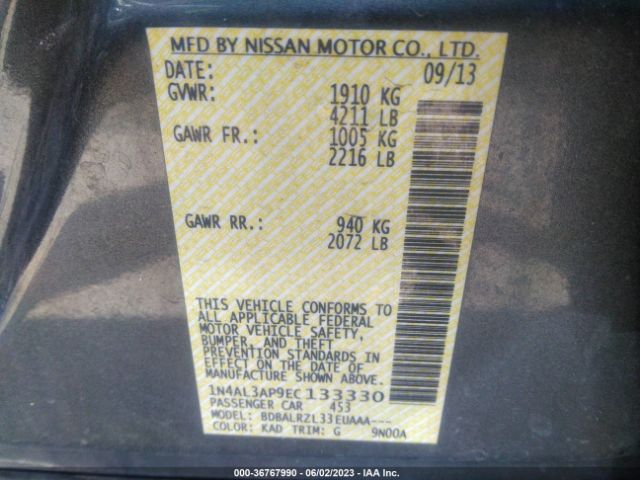 MFD BY NISSAN MOTOR CO., LTD.
DATE: 09/13
GVWR: 1910 KG
4211 LB
GAWR FR.: 1005 KG
2216 LB
GAWR RR.: 940 KG
2072 LB
THIS VEHICLE CONFORMS TO
ALL APPLICABLE FEDERAL
MOTOR VEHICLE SAFETY,
BUMPER, AND THEFT
PREVENTION STANDARDS IN
EFFECT ON THE DATE OF
MANUFACTURE SHOWN ABOVE.
1N4AL3AP9EC133330
PASSENGER CAR 453
MODEL: BDBALRZL33EUAAA---
COLOR: KAD TRIM: G 9N00A
000-36767990 - 06/02/2023 - IAA Inc.